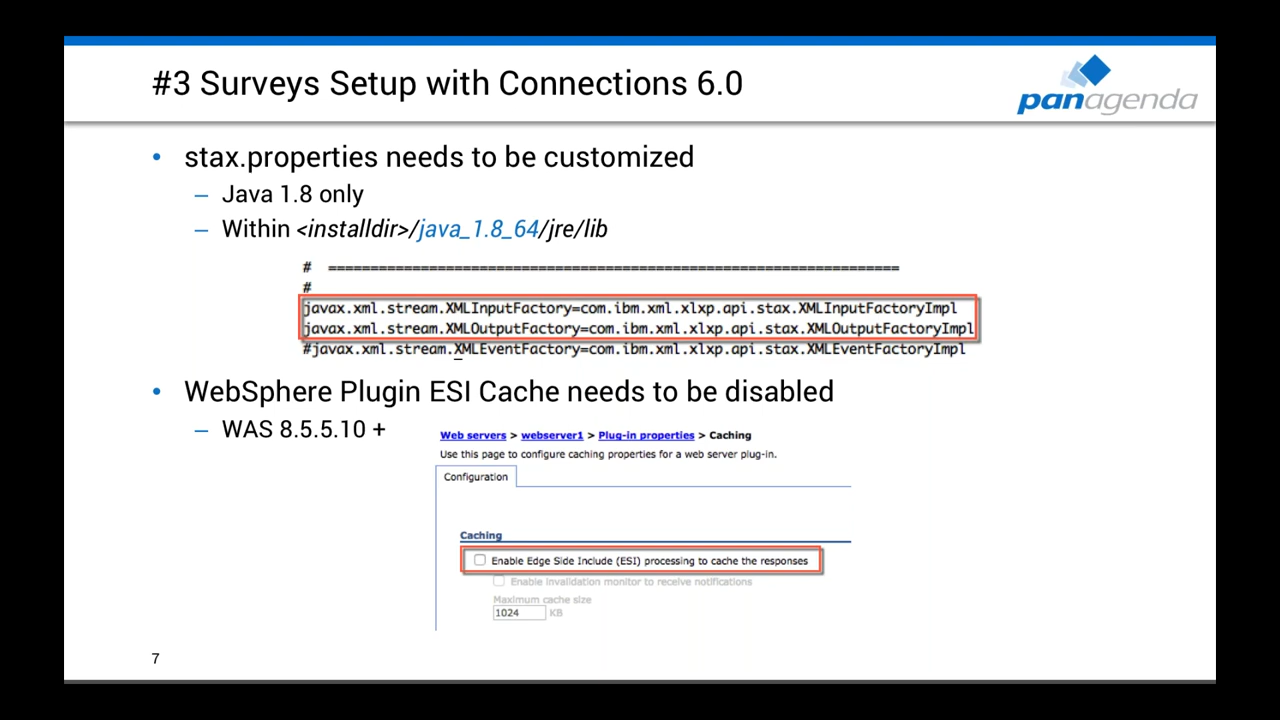 #3 Surveys Setup with Connections 6.0
panagenda
• stax.properties needs to be customized
– Java 1.8 only
– Within <installdir>/java_1.8_64/jre/lib
# ====================================================================
#
javax.xml.stream.XMLInputFactory=com.ibm.xml.xlxp.api.stax.XMLInputFactoryImpl
javax.xml.stream.XMLOutputFactory=com.ibm.xml.xlxp.api.stax.XMLOutputFactoryImpl
#javax.xml.stream.XMLEventFactory=com.ibm.xml.xlxp.api.stax.XMLEventFactoryImpl
• WebSphere Plugin ESI Cache needs to be disabled
– WAS 8.5.5.10 +
Web servers > webserver1 > Plug-in properties > Caching
Use this page to configure caching properties for a web server plug-in.
Configuration
Caching
Enable Edge Side Include (ESI) processing to cache the responses
Enable invalidation monitor to receive notifications
Maximum cache size
1024 KB
7